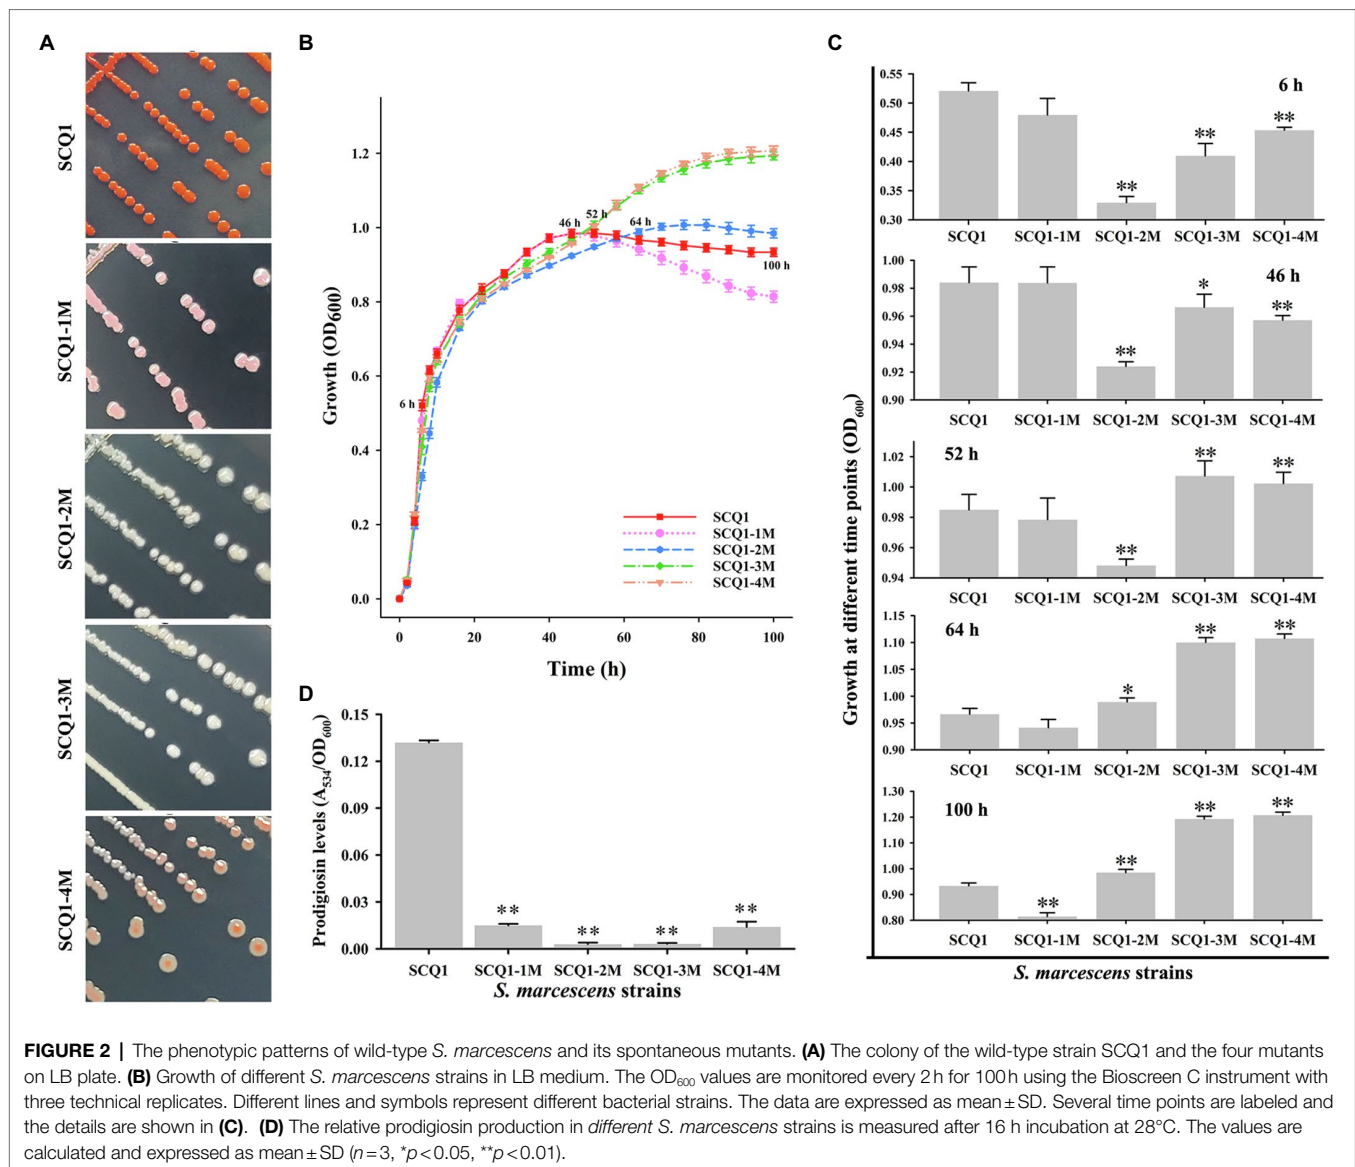 A
SCQ1
SCQ1-1M
SCQ1-2M
SCQ1-3M
SCQ1-4M
B
Growth (OD600)
1.2
1.0
0.8
0.6
0.4
0.2
0.0
6 h
46 h
52 h
64 h
100 h
SCQ1
SCQ1-1M
SCQ1-2M
SCQ1-3M
SCQ1-4M
0 20 40 60 80 100
Time (h)
C
Growth at different time points (OD600)
6 h
0.55
0.50
0.45
0.40
0.35
0.30
** ** **
SCQ1 SCQ1-1M SCQ1-2M SCQ1-3M SCQ1-4M
46 h
1.00
0.98
0.96
0.94
0.92
0.90
** * **
SCQ1 SCQ1-1M SCQ1-2M SCQ1-3M SCQ1-4M
52 h
1.02
1.00
0.98
0.96
0.94
** ** **
SCQ1 SCQ1-1M SCQ1-2M SCQ1-3M SCQ1-4M
64 h
1.15
1.10
1.05
1.00
0.95
0.90
* ** **
SCQ1 SCQ1-1M SCQ1-2M SCQ1-3M SCQ1-4M
100 h
1.30
1.20
1.10
1.00
0.90
0.80
** ** ** **
SCQ1 SCQ1-1M SCQ1-2M SCQ1-3M SCQ1-4M
S. marcescens strains
D
Prodigiosin levels (A534/OD600)
0.15
0.12
0.09
0.06
0.03
0.00
** ** ** **
SCQ1 SCQ1-1M SCQ1-2M SCQ1-3M SCQ1-4M
S. marcescens strains
FIGURE 2 | The phenotypic patterns of wild-type S. marcescens and its spontaneous mutants. (A) The colony of the wild-type strain SCQ1 and the four mutants
on LB plate. (B) Growth of different S. marcescens strains in LB medium. The OD600 values are monitored every 2 h for 100 h using the Bioscreen C instrument with
three technical replicates. Different lines and symbols represent different bacterial strains. The data are expressed as mean ± SD. Several time points are labeled and
the details are shown in (C). (D) The relative prodigiosin production in different S. marcescens strains is measured after 16 h incubation at 28°C. The values are
calculated and expressed as mean ± SD (n = 3, *p < 0.05, **p < 0.01).